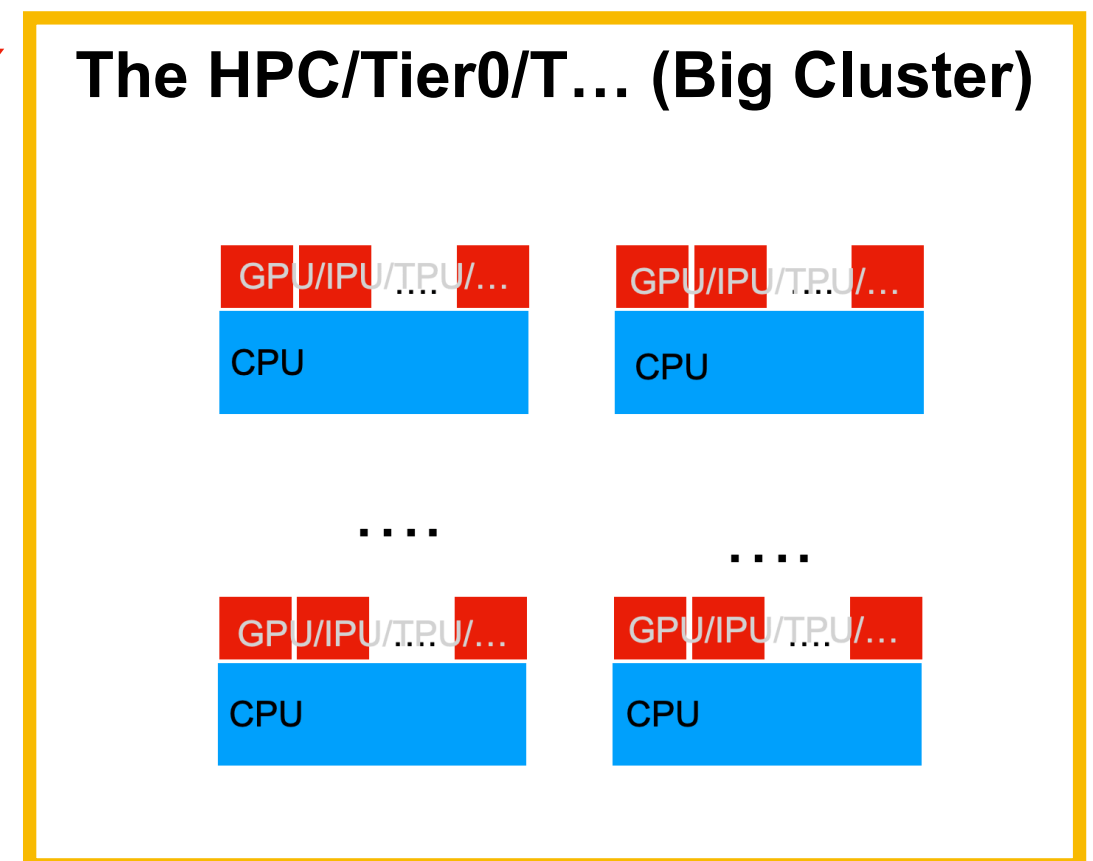 The HPC/Tier0/T… (Big Cluster)
GPU/IPU/TPU/…
....
GPU/IPU/TPU/…
....
CPU
CPU
....
....
GPU/IPU/TPU/…
....
GPU/IPU/TPU/…
....
CPU
CPU